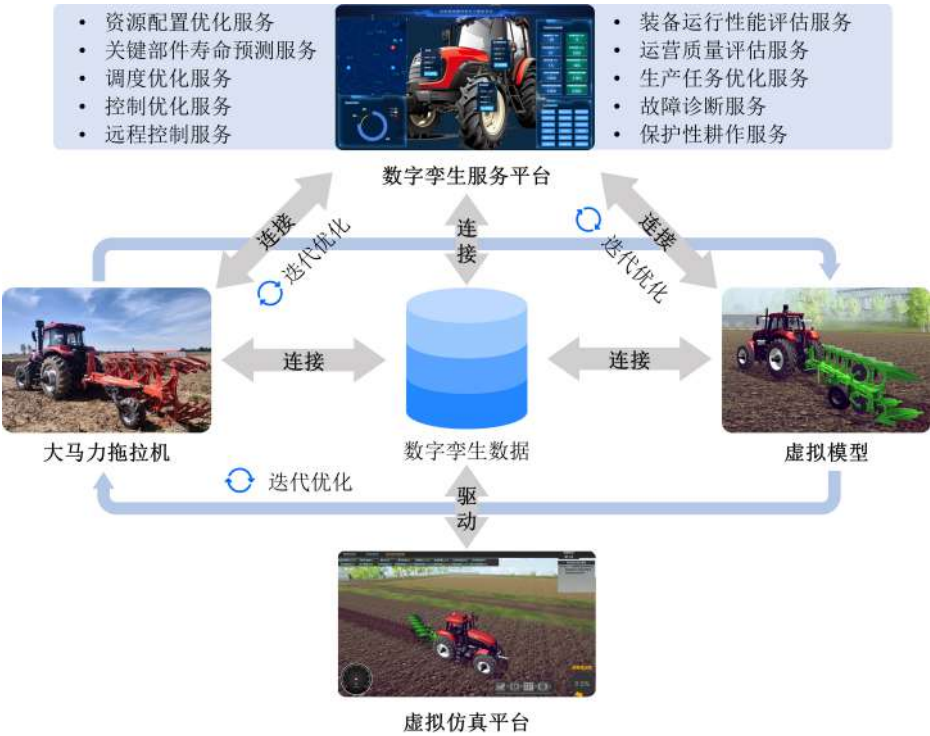 资源配置优化服务
关键部件寿命预测服务
调度优化服务
控制优化服务
远程控制服务
装备运行性能评估服务
运营质量评估服务
生产任务优化服务
故障诊断服务
保护性耕作服务
数字孪生服务平台
连接
迭代优化
连接
连接
迭代优化
连接
连接
大马力拖拉机
数字孪生数据
虚拟模型
迭代优化
驱动
虚拟仿真平台